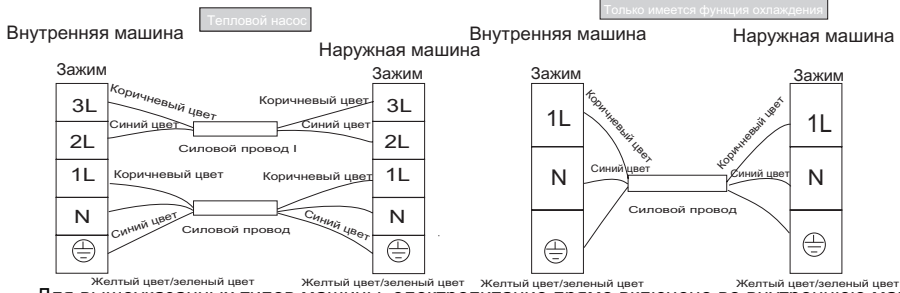 Тепловой насос
Внутренняя машина
Наружная машина
Зажим
Зажим
3L
Коричневый цвет
Коричневый цвет
3L
2L
Синий цвет
Синий цвет
2L
Силовой провод I
1L
Коричневый цвет
Коричневый цвет
1L
N
Синий цвет
Силовой провод
Синий цвет
N
Желтый цвет/зеленый цвет
Желтый цвет/зеленый цвет
Только имеется функция охлаждения
Внутренняя машина
Наружная машина
Зажим
Зажим
1L
Коричневый цвет
Коричневый цвет
1L
N
Синий цвет
Синий цвет
N
Силовой провод
Желтый цвет/зеленый цвет
Желтый цвет/зеленый цвет